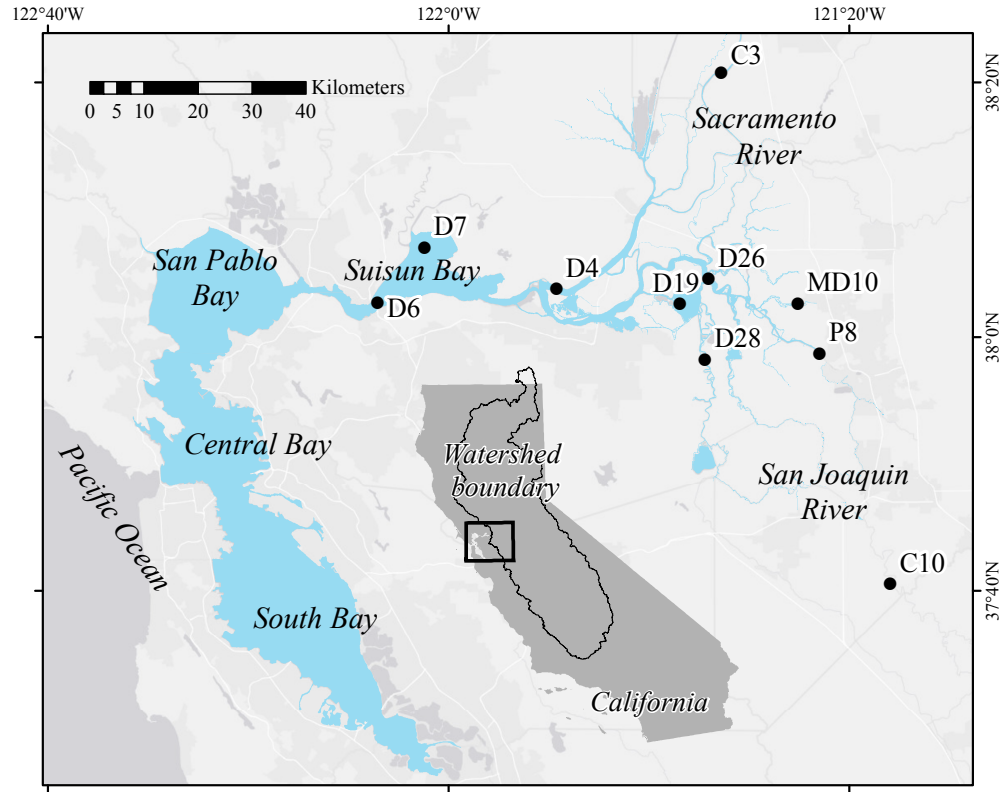 122°40'W 122°0'W 121°20'W
C3
38°20'N
Kilometers
0 5 10 20 30 40
Sacramento
River
D7
San Pablo
Bay
Suisun Bay
D26
D4
D19
MD10
D6
D28
P8
38°0'N
Central Bay
Watershed
boundary
Pacific Ocean
San Joaquin
River
C10
37°40'N
South Bay
California